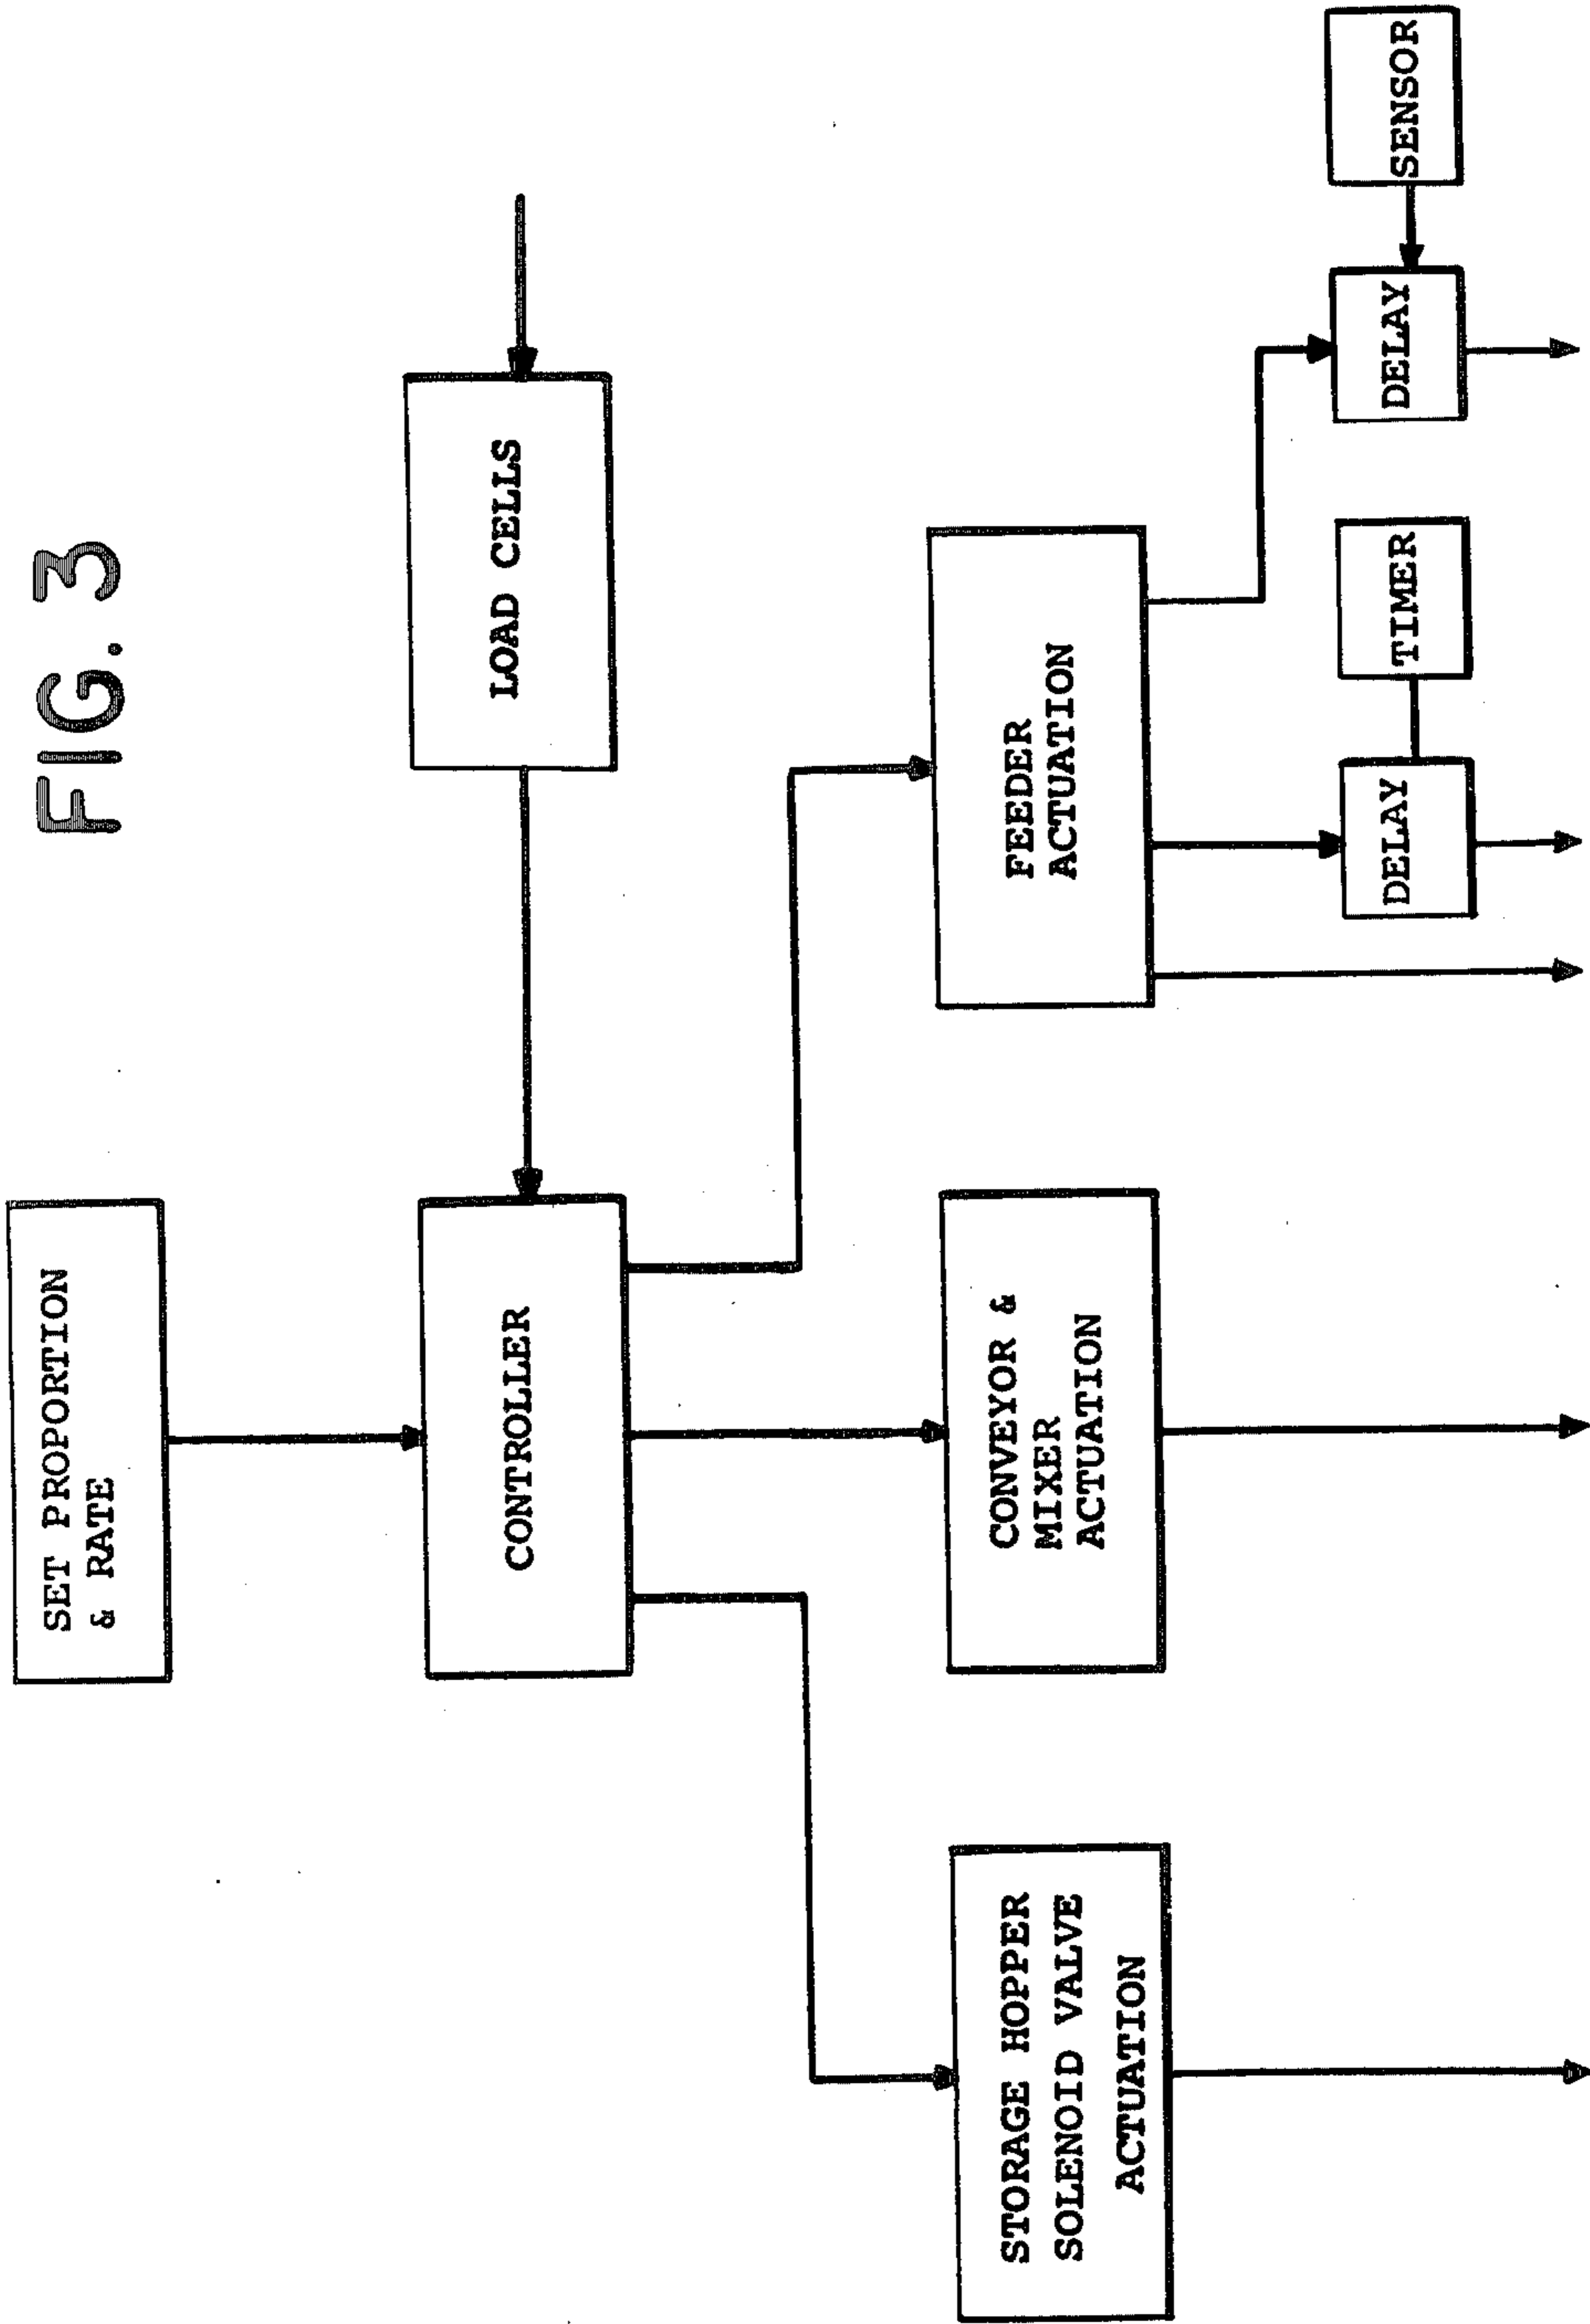 FIG. 3
SET PROPORTION
& RATE
CONTROLLER
LOAD CELLS
STORAGE HOPPER
SOLENOID VALVE
ACTUATION
CONVEYOR &
MIXER
ACTUATION
FEEDER
ACTUATION
DELAY
TIMER
DELAY
SENSOR